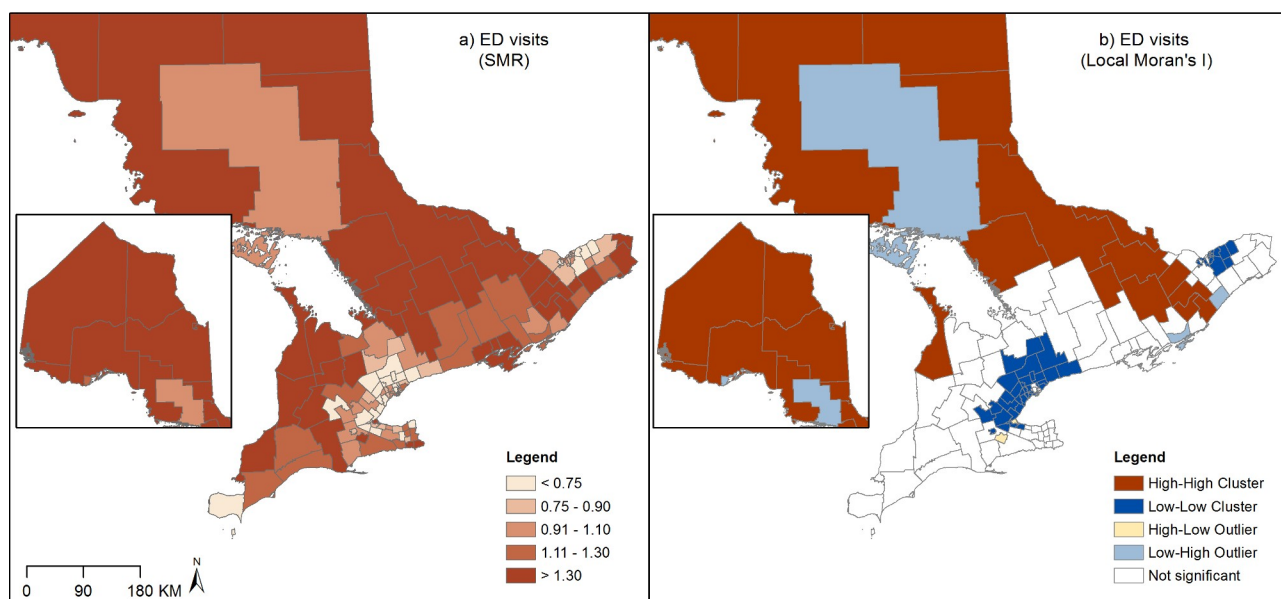 a) ED visits
(SMR)
Legend
< 0.75
0.75 - 0.90
0.91 - 1.10
1.11 - 1.30
> 1.30
0 90 180 KM
N
b) ED visits
(Local Moran's I)
Legend
High-High Cluster
Low-Low Cluster
High-Low Outlier
Low-High Outlier
Not significant